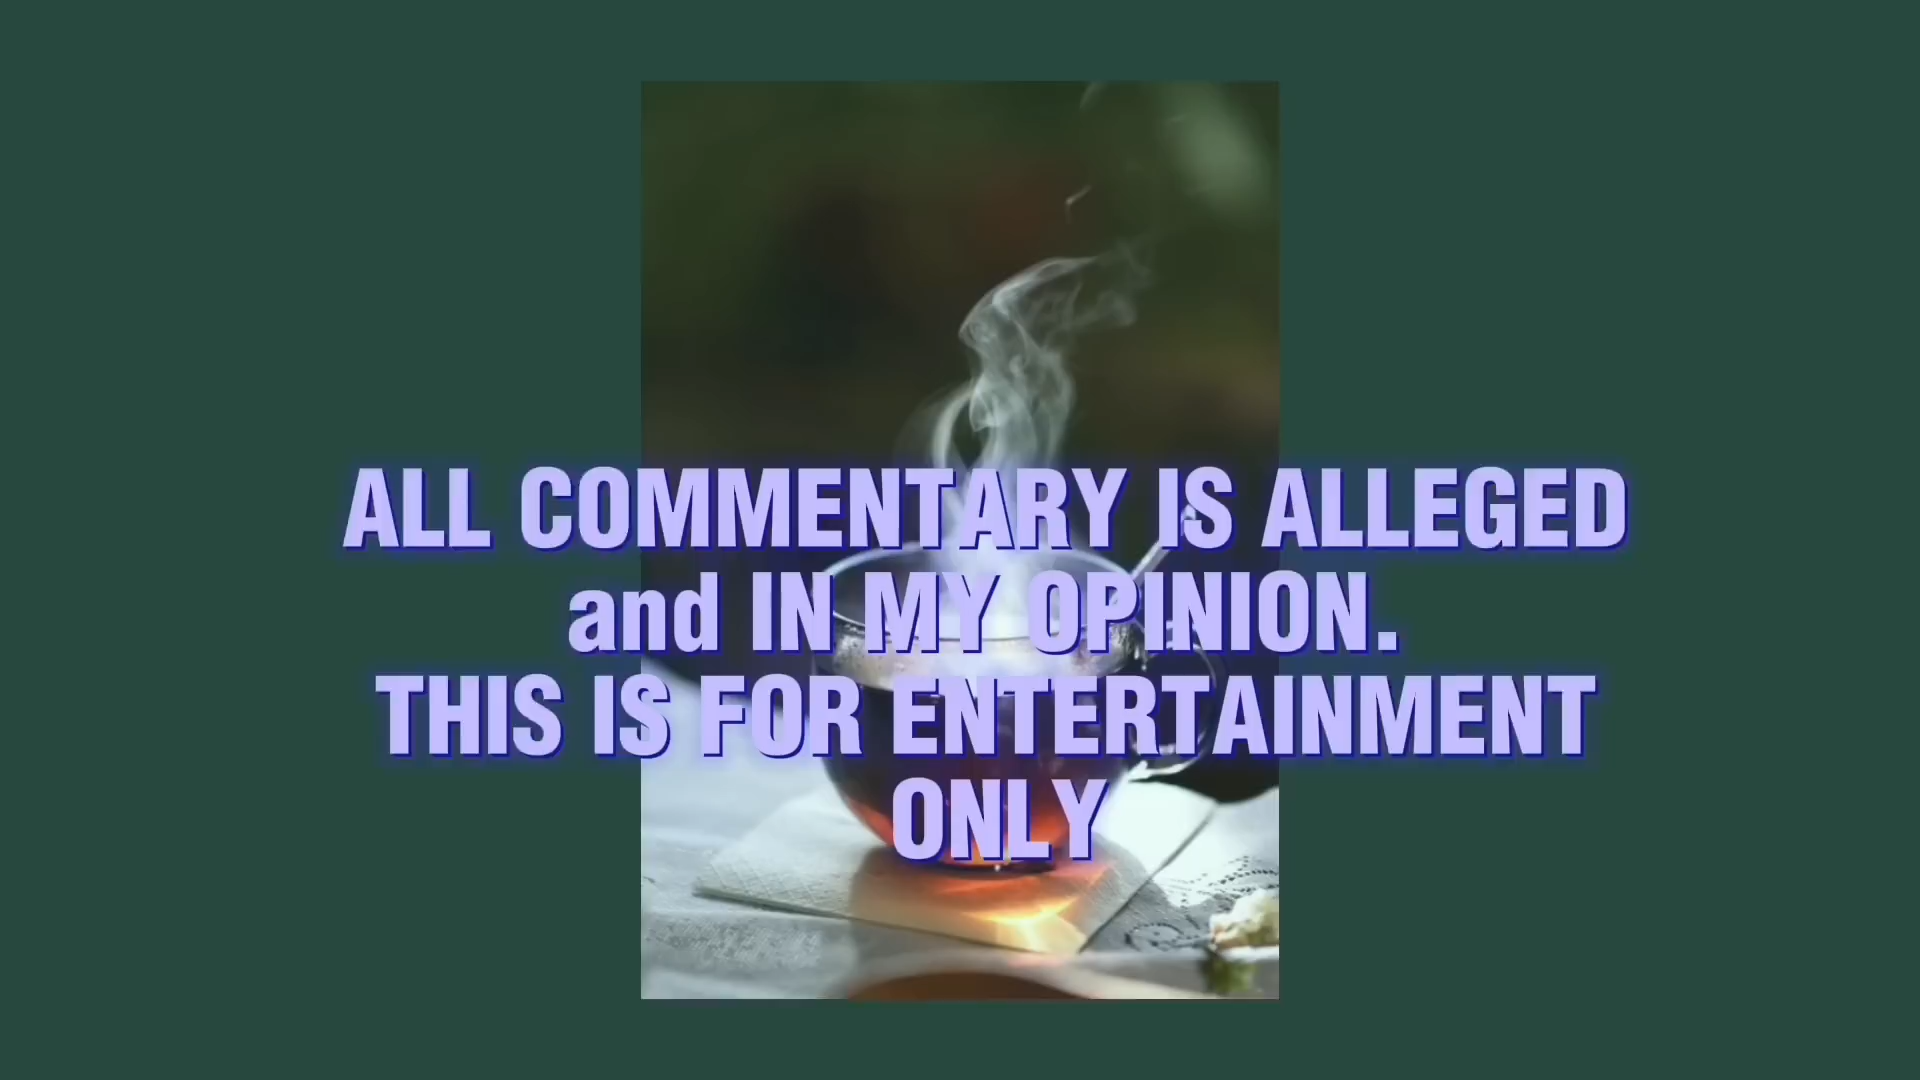 ALL COMMENTARY IS ALLEGED
and IN MY OPINION.
THIS IS FOR ENTERTAINMENT
ONLY